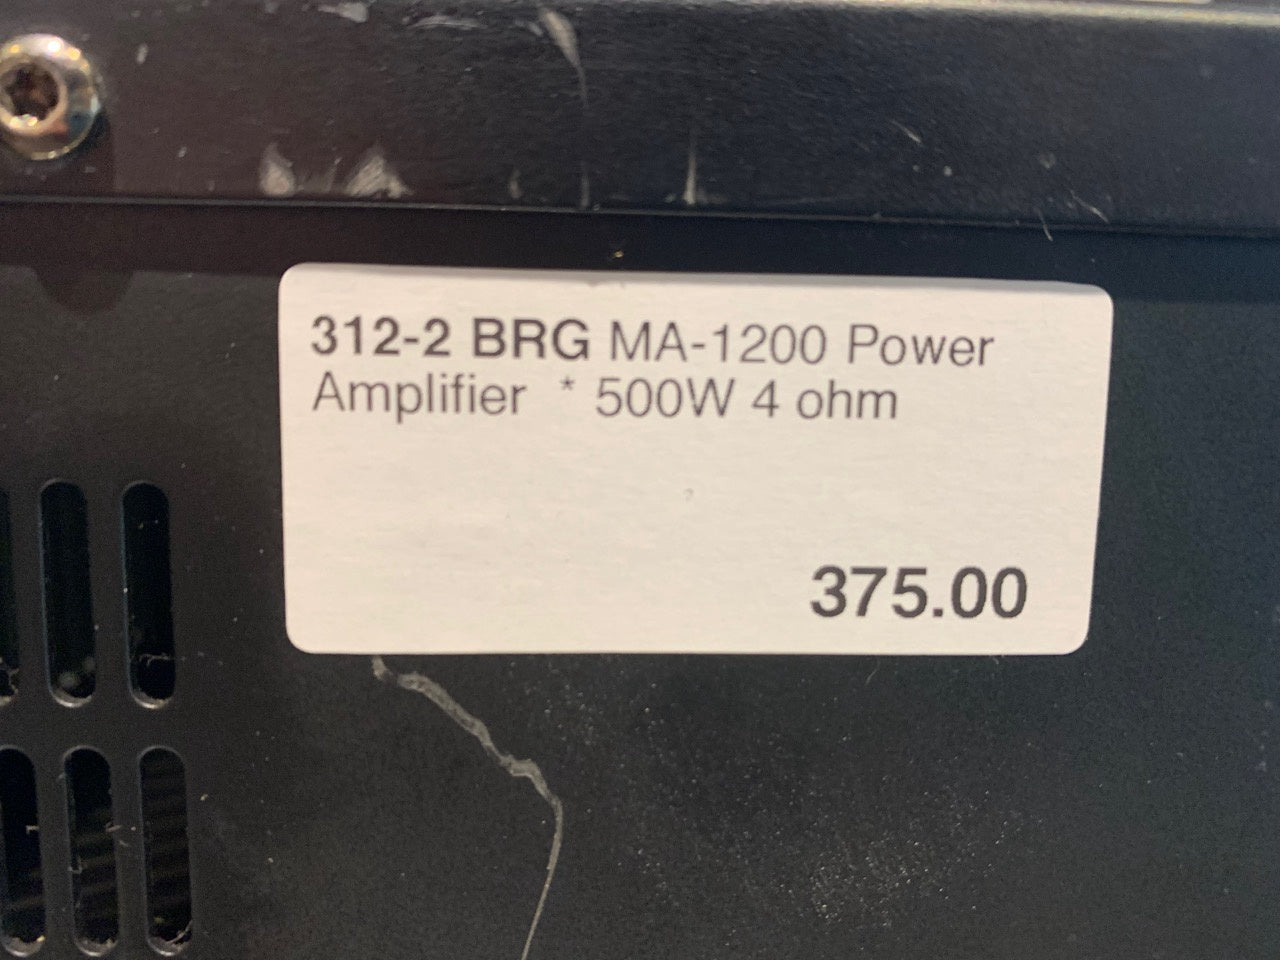 312-2 BRG MA-1200 Power
Amplifier * 500W 4 ohm
375.00